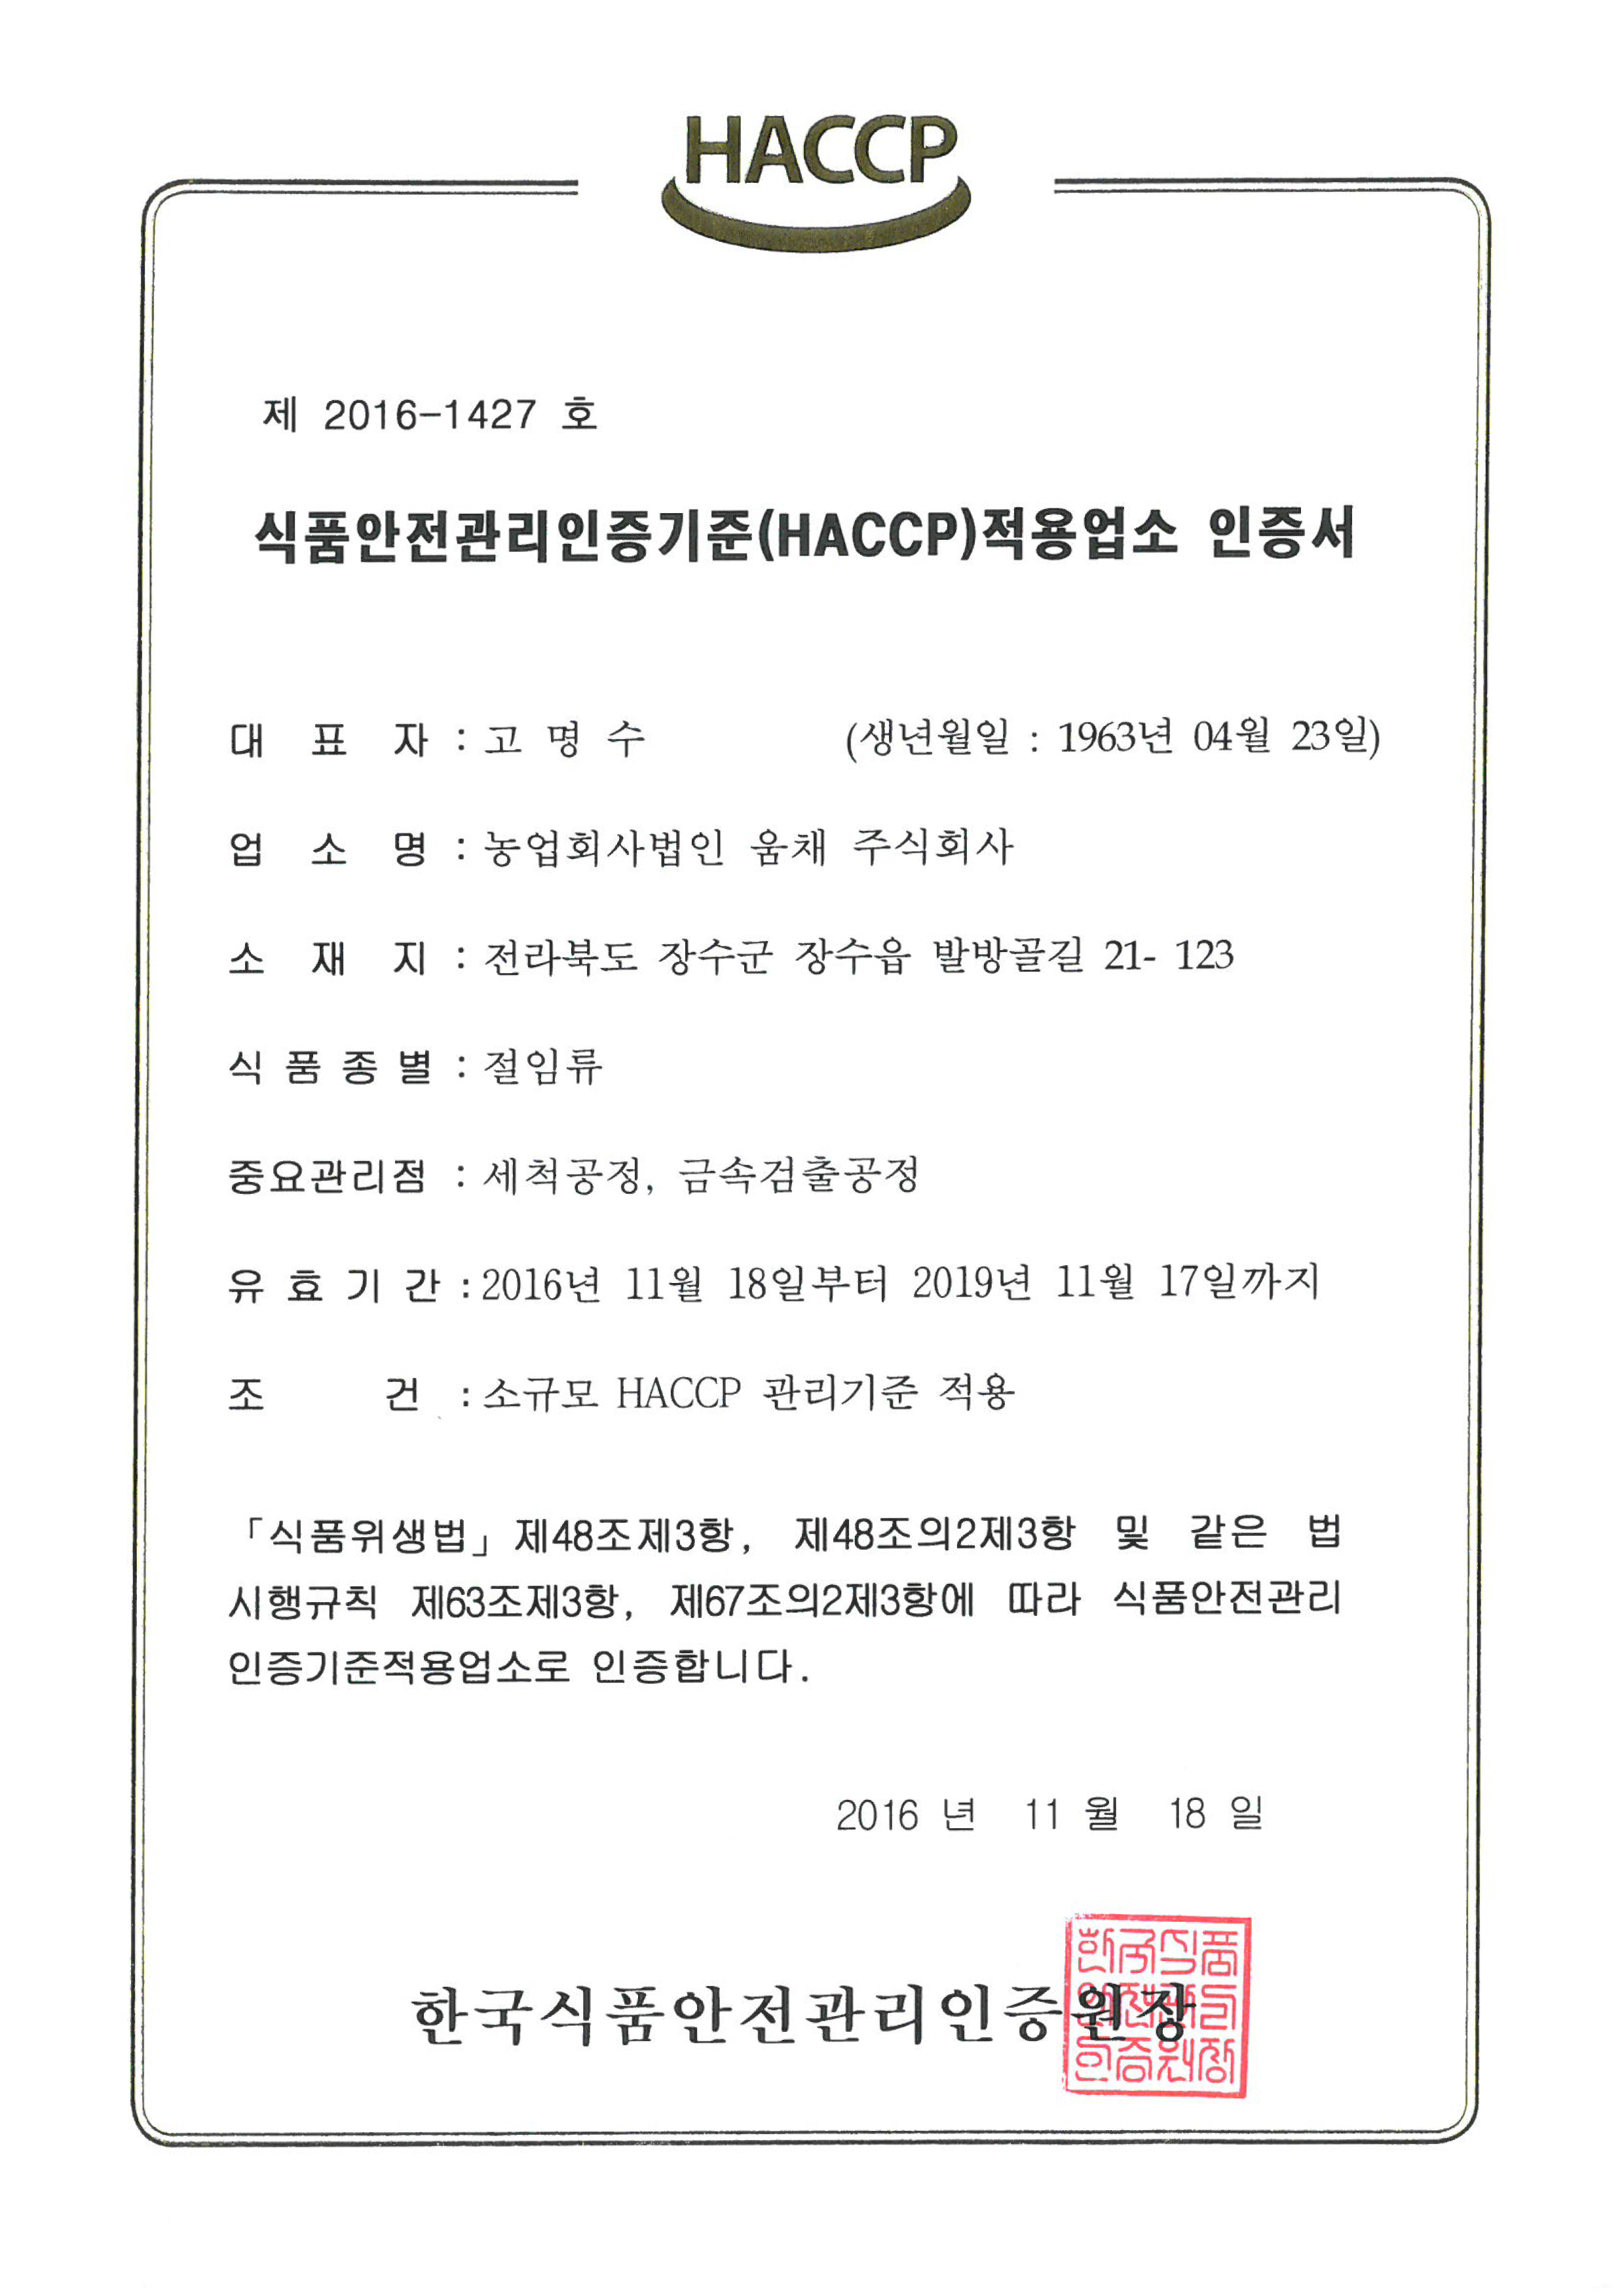 HACCP
제 2016-1427 호
식품안전관리인증기준(HACCP)적용업소 인증서
대 표 자 : 고 명 수 (생년월일 : 1963년 04월 23일)
업 소 명 : 농업회사법인 움채 주식회사
소 재 지 : 전라북도 장수군 장수읍 발방골길 21- 123
식 품 종 별 : 절임류
중요관리점 : 세척공정, 금속검출공정
유 효 기 간 : 2016년 11월 18일부터 2019년 11월 17일까지
조 건 : 소규모 HACCP 관리기준 적용
「식품위생법」제48조제3항, 제48조의2제3항 및 같은 법
시행규칙 제63조제3항, 제67조의2제3항에 따라 식품안전관리
인증기준적용업소로 인증합니다.
2016 년 11 월 18 일
한국식품안전관리인증원장